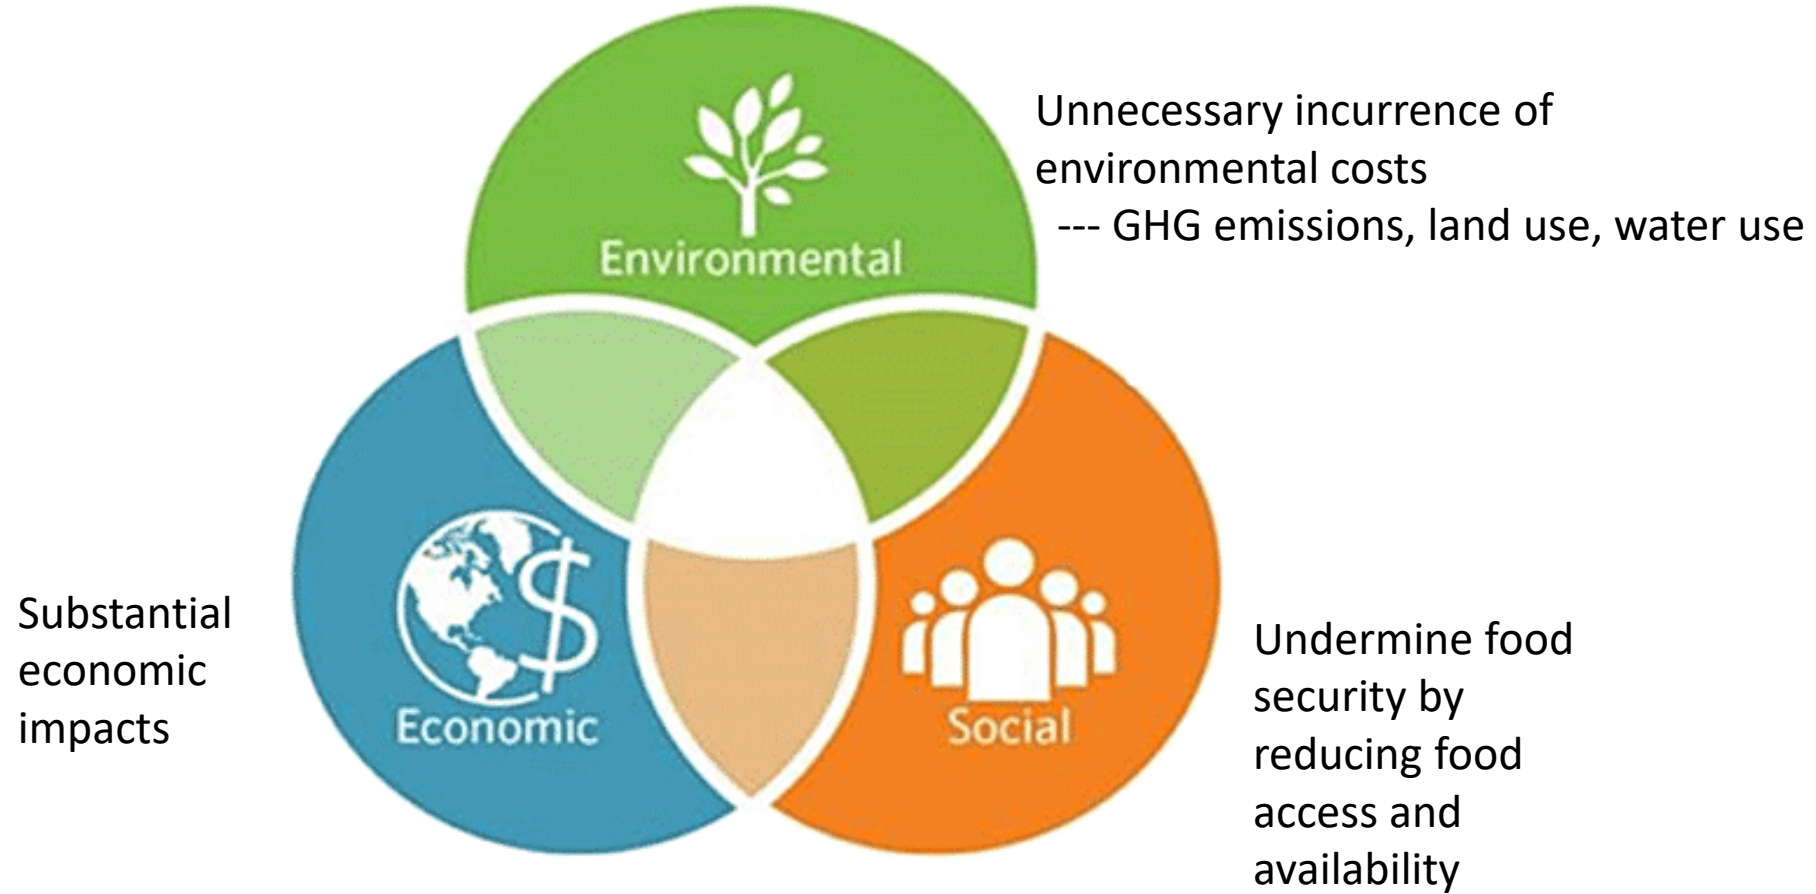 Unnecessary incurrence of
environmental costs
--- GHG emissions, land use, water use
Environmental
Substantial
economic
impacts
Economic
Social
Undermine food
security by
reducing food
access and
availability